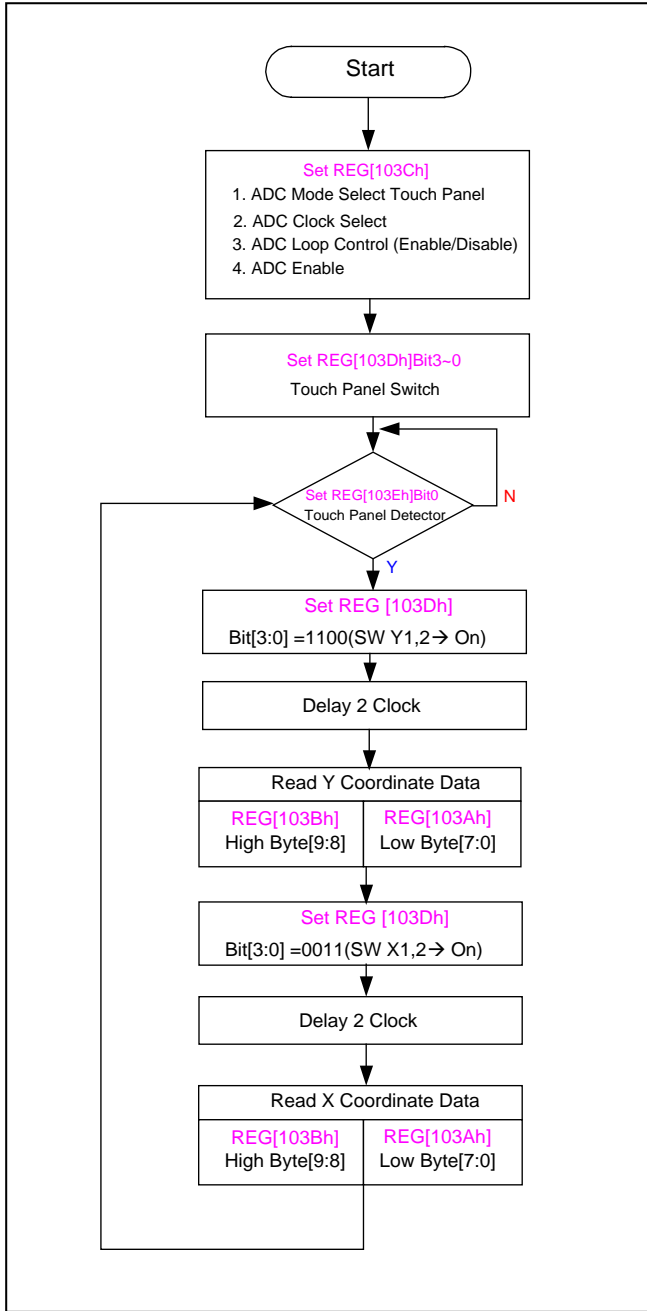 Start
Set REG[103Ch]
1. ADC Mode Select Touch Panel
2. ADC Clock Select
3. ADC Loop Control (Enable/Disable)
4. ADC Enable
Set REG[103Dh]Bit3~0
Touch Panel Switch
Set REG[103Eh]Bit0
Touch Panel Detector
N
Y
Set REG [103Dh]
Bit[3:0] =1100(SW Y1,2→ On)
Delay 2 Clock
Read Y Coordinate Data
REG[103Bh]
High Byte[9:8]
REG[103Ah]
Low Byte[7:0]
Set REG [103Dh]
Bit[3:0] =0011(SW X1,2→ On)
Delay 2 Clock
Read X Coordinate Data
REG[103Bh]
High Byte[9:8]
REG[103Ah]
Low Byte[7:0]